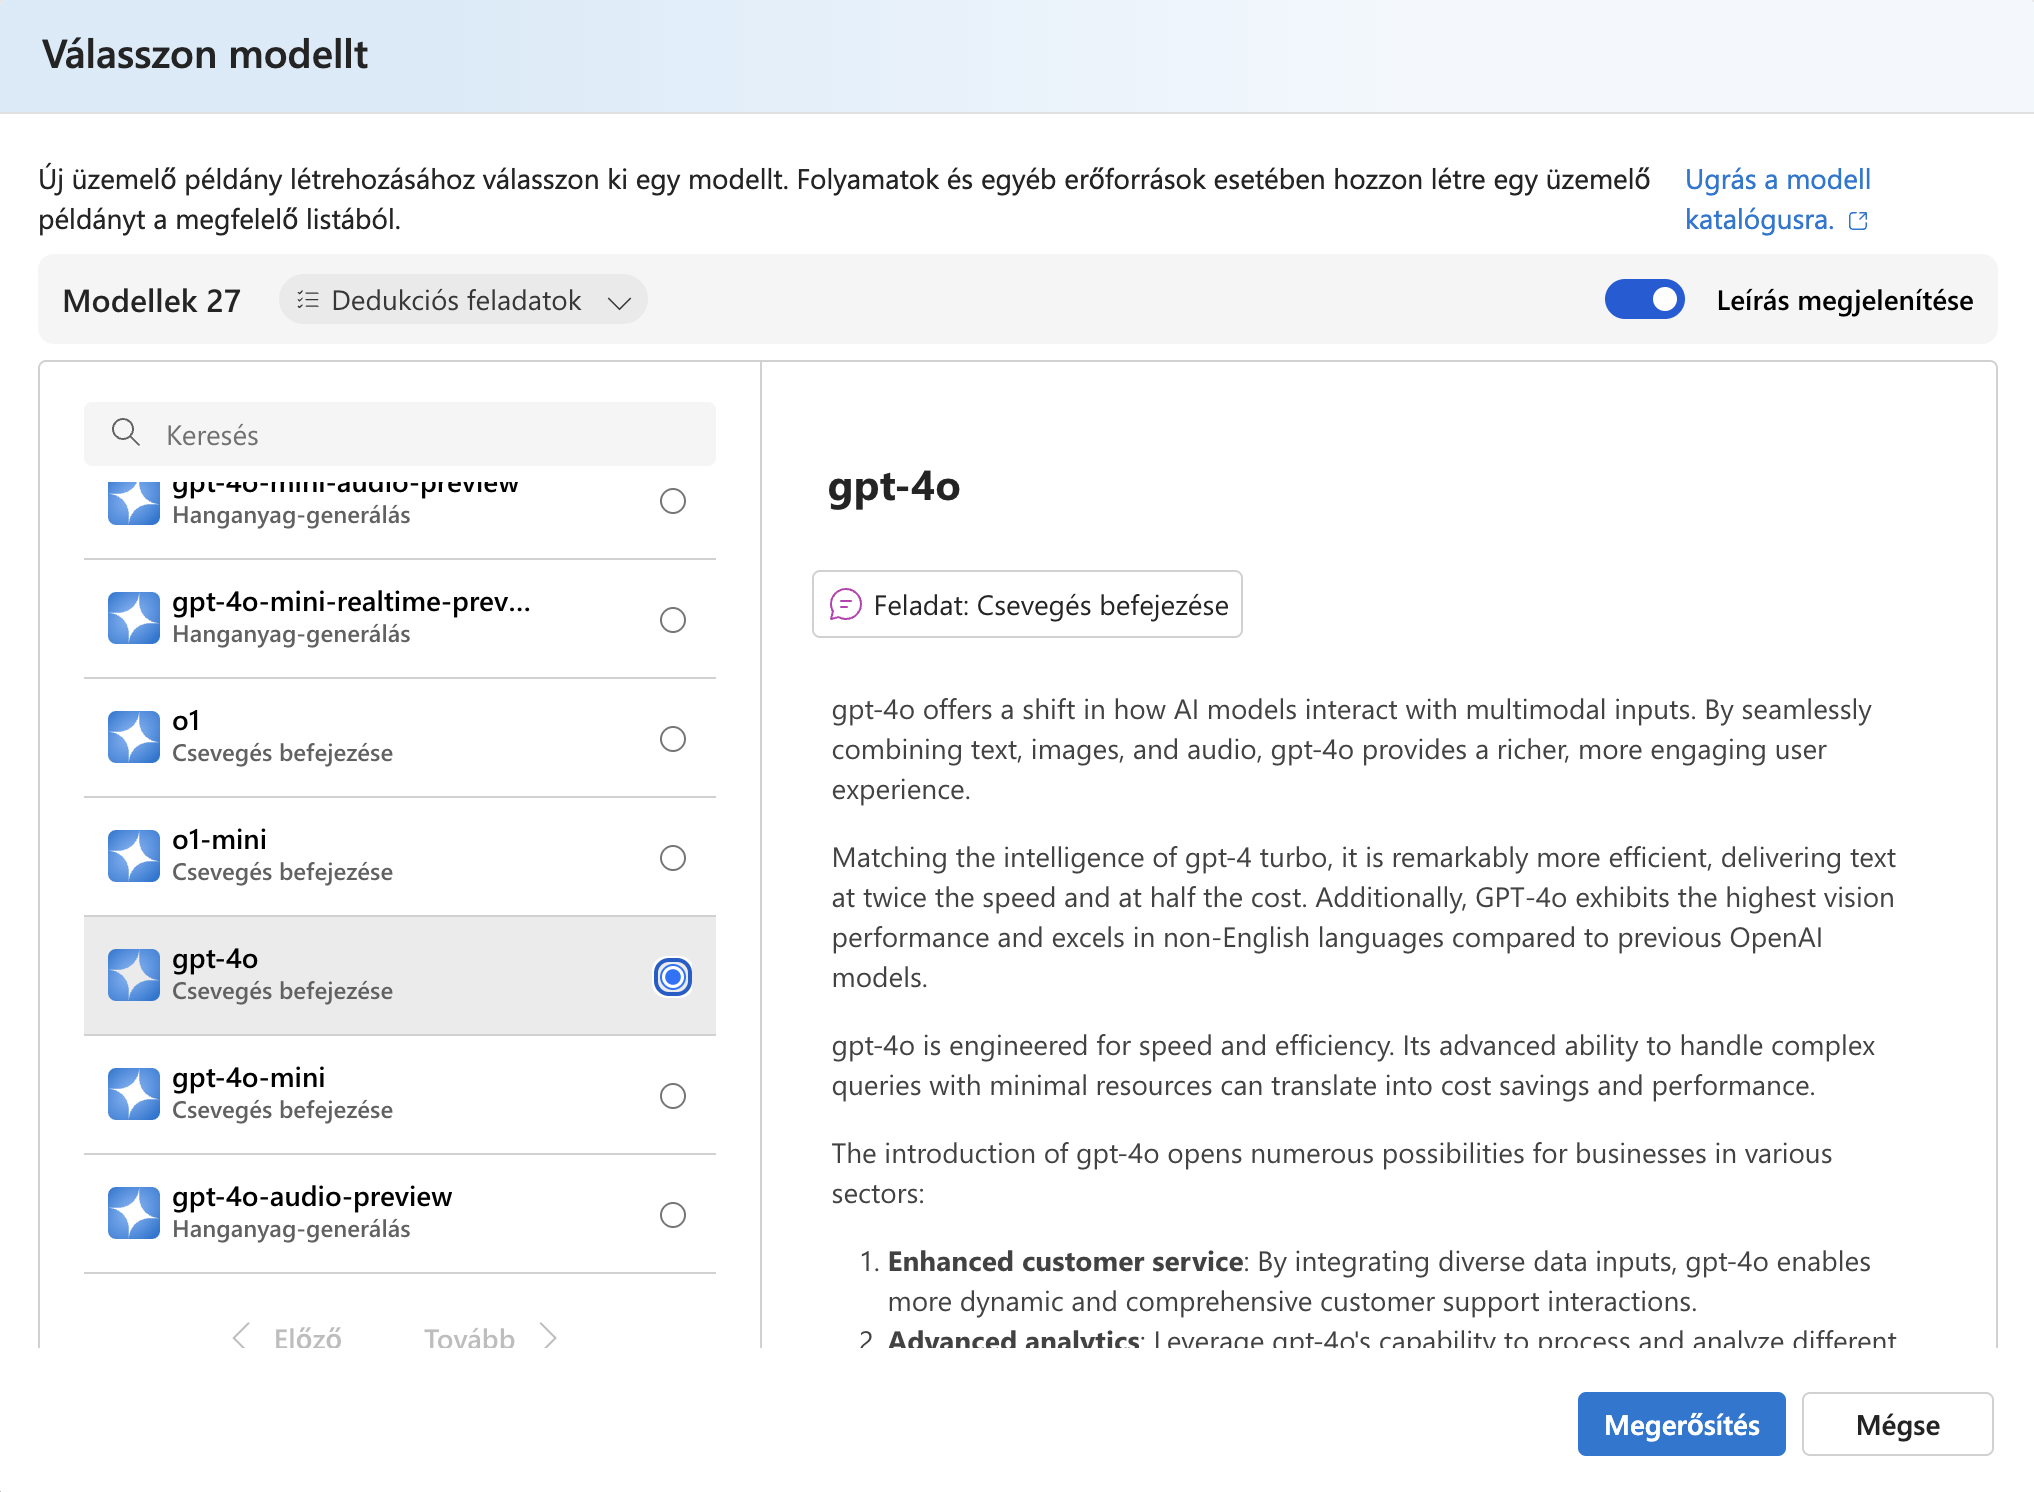 Válasszon modellt
Új üzemelő példány létrehozásához válasszon ki egy modellt. Folyamatok és egyéb erőforrások esetében hozzon létre egy üzemelő
példányt a megfelelő listából.
Ugrás a modell
katalógusra.
Modellek 27
Dedukciós feladatok
Leírás megjelenítése
Keresés
gpt-4o-mini-audio-preview
Hanganyag-generálás
gpt-4o-mini-realtime-prev...
Hanganyag-generálás
o1
Csevegés befejezése
o1-mini
Csevegés befejezése
gpt-4o
Csevegés befejezése
gpt-4o-mini
Csevegés befejezése
gpt-4o-audio-preview
Hanganyag-generálás
Előző
Tovább
gpt-4o
Feladat: Csevegés befejezése
gpt-4o offers a shift in how AI models interact with multimodal inputs. By seamlessly
combining text, images, and audio, gpt-4o provides a richer, more engaging user
experience.
Matching the intelligence of gpt-4 turbo, it is remarkably more efficient, delivering text
at twice the speed and at half the cost. Additionally, GPT-4o exhibits the highest vision
performance and excels in non-English languages compared to previous OpenAI
models.
gpt-4o is engineered for speed and efficiency. Its advanced ability to handle complex
queries with minimal resources can translate into cost savings and performance.
The introduction of gpt-4o opens numerous possibilities for businesses in various
sectors:
1. Enhanced customer service: By integrating diverse data inputs, gpt-4o enables
more dynamic and comprehensive customer support interactions.
2. Advanced analytics: Leverage gpt-4o's capability to process and analyze different
Megerősítés
Mégse